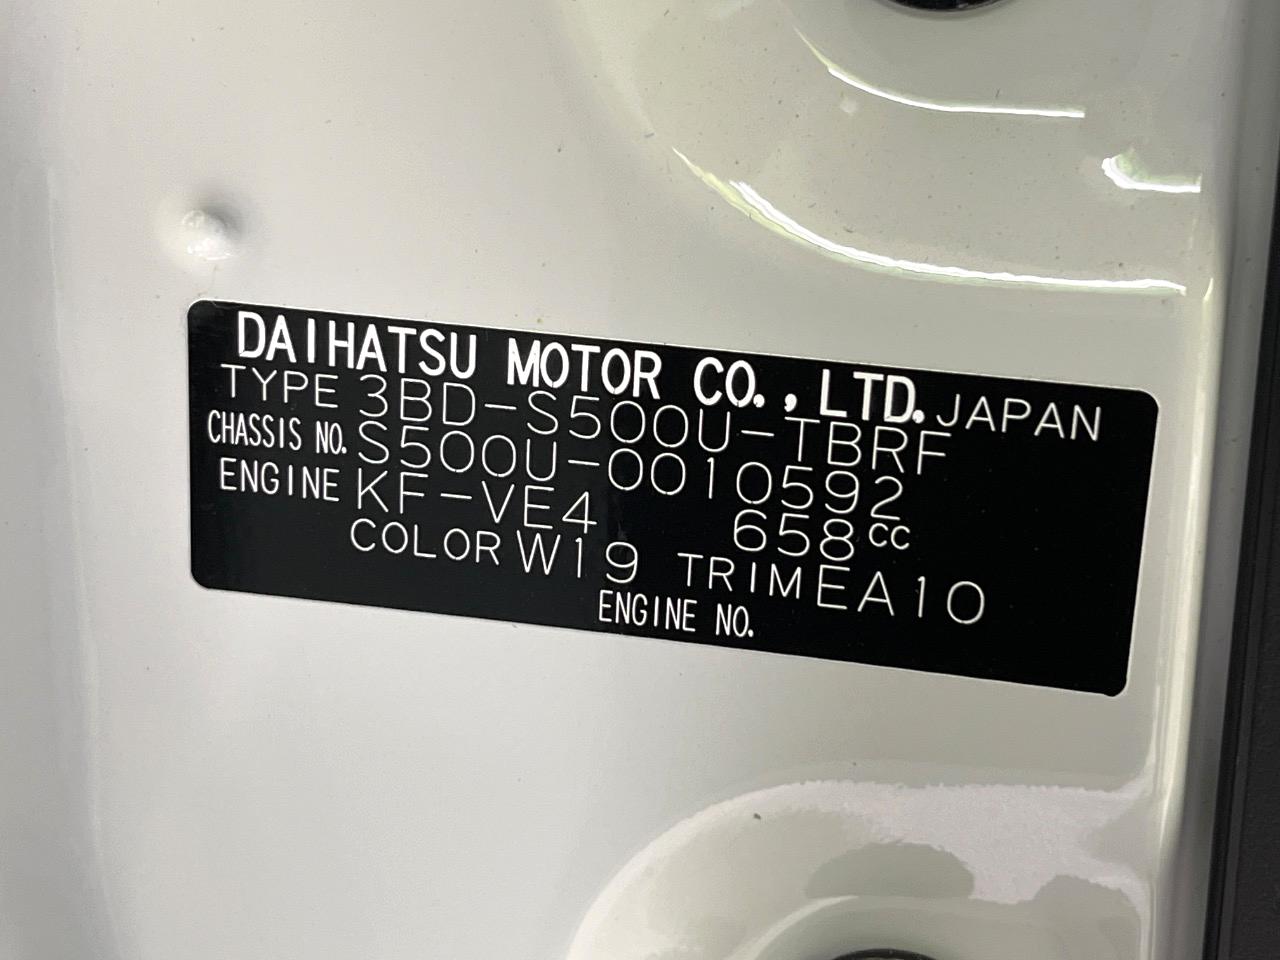 DAIHATSU MOTOR CO., LTD. JAPAN
TYPE 3BD-S500U-TBRF
CHASSIS NO. S500U-0010592
ENGINE KF-VE4 658cc
COLOR W19 TRIM EA10
ENGINE NO.